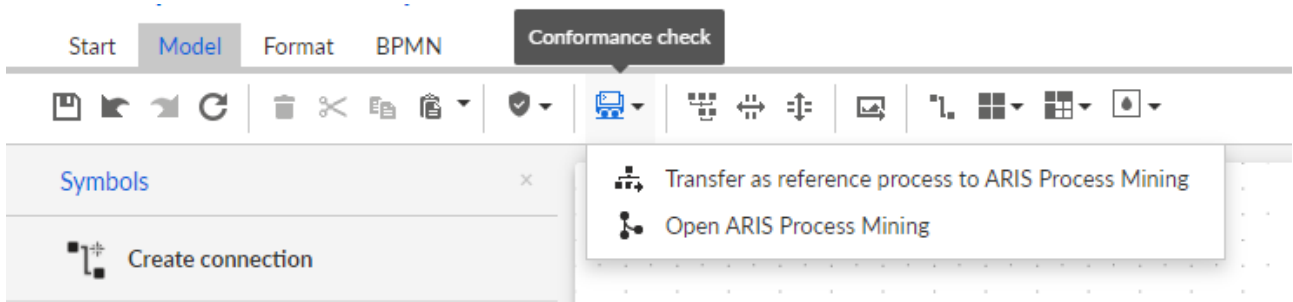 Start Model Format BPMN
Conformance check
Symbols
Transfer as reference process to ARIS Process Mining
Open ARIS Process Mining
Create connection